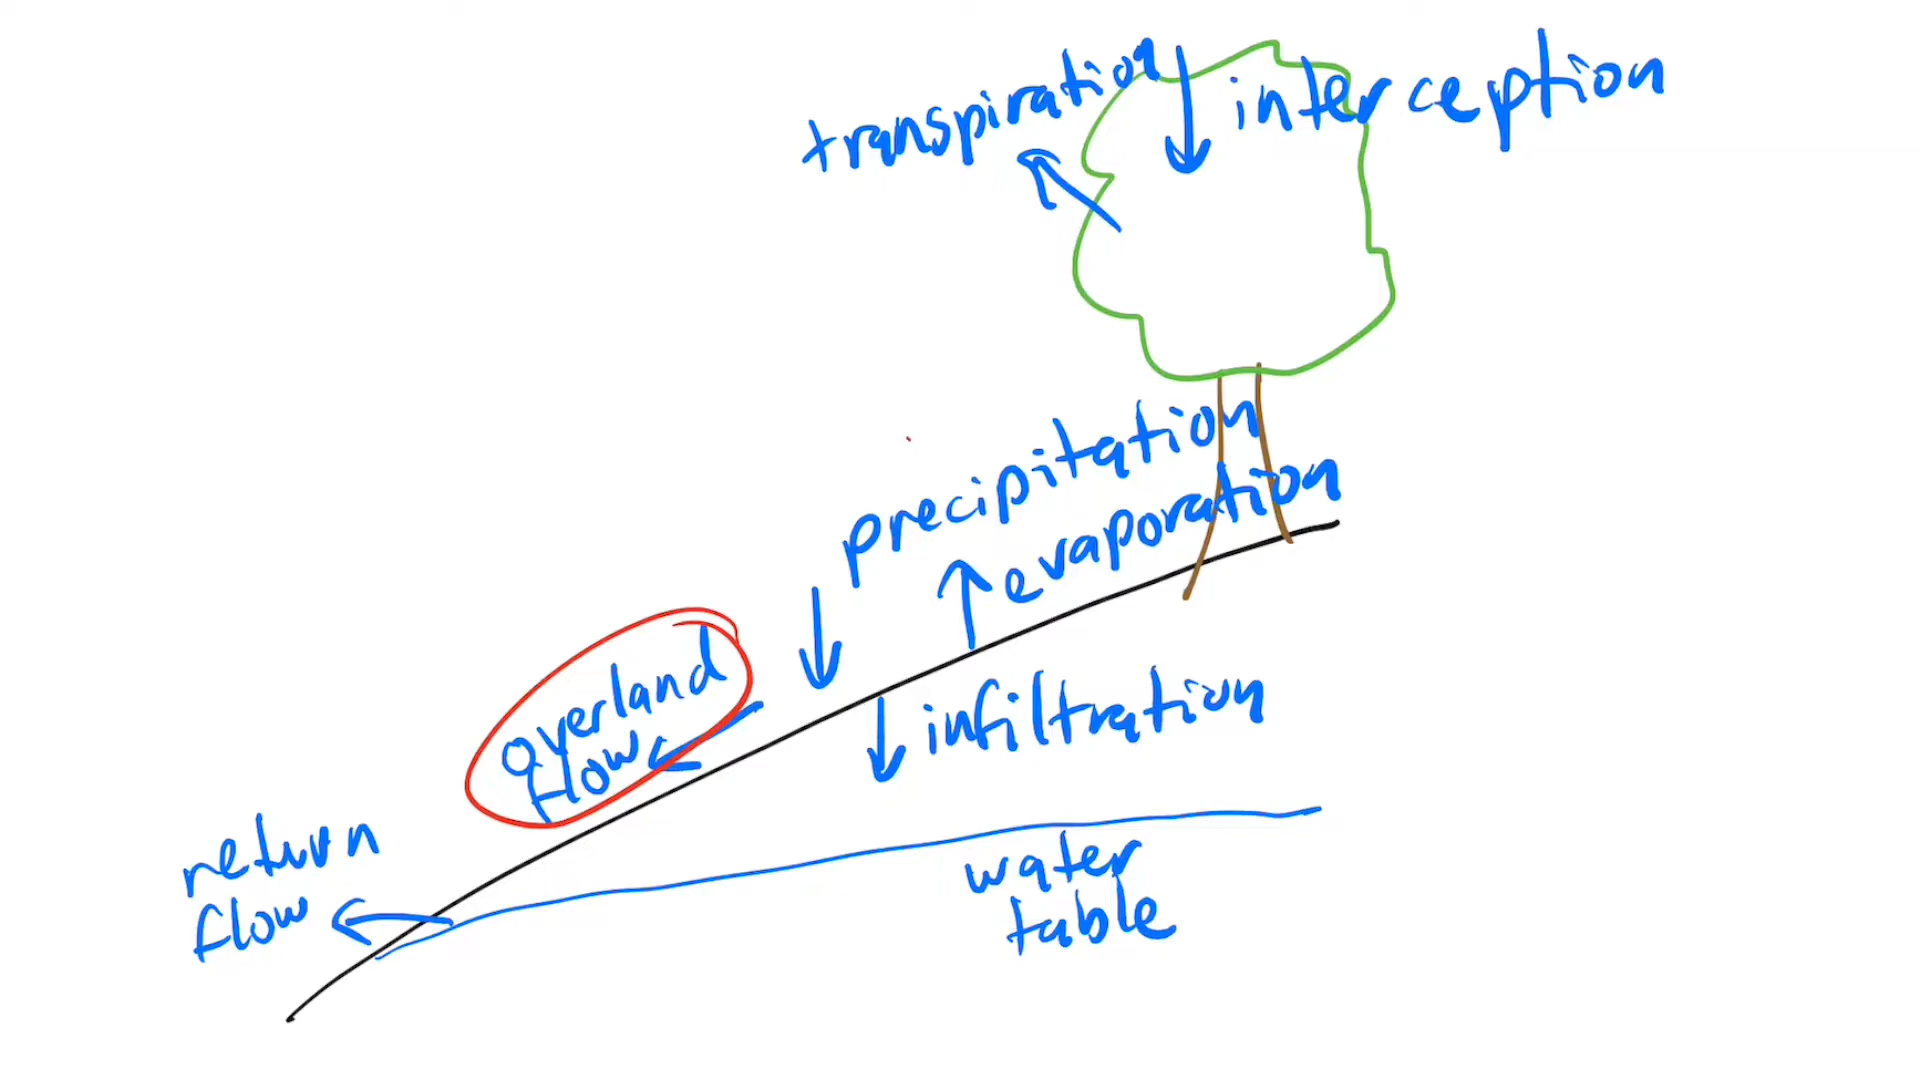 transpiration
interception
precipitation
evaporation
overland
flow
infiltration
return
flow
water
table